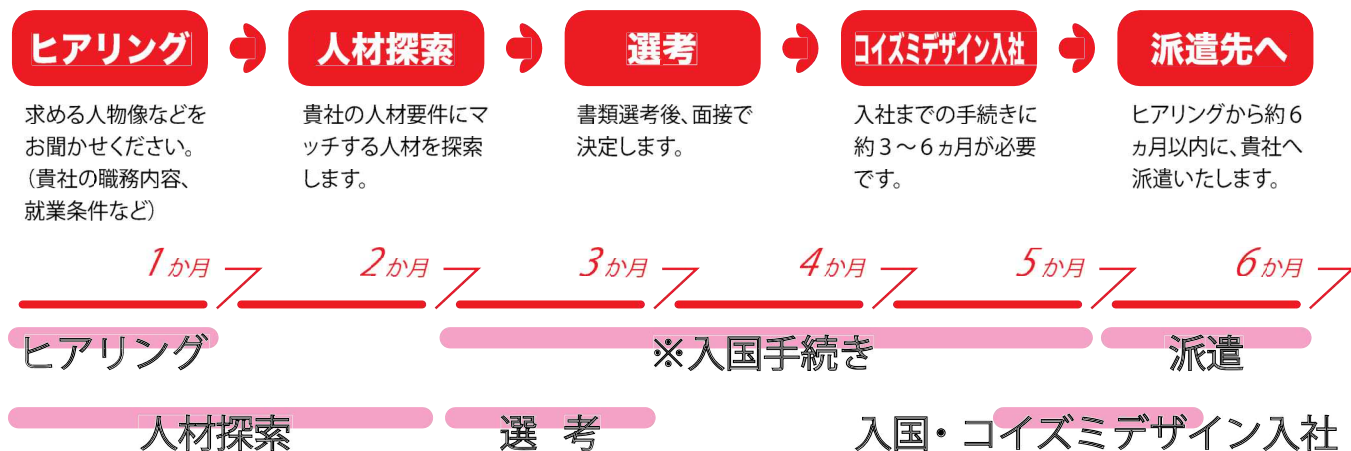 ヒアリング
人材探索
選考
コイズミデザイン入社
派遣先へ
求める人物像などを
お聞かせください。
（貴社の職務内容、
就業条件など）
貴社の人材要件にマ
ッチする人材を探索
します。
書類選考後、面接で
決定します。
入社までの手続きに
約３～６ヵ月が必要
です。
ヒアリングから約６
ヵ月以内に、貴社へ
派遣いたします。
1か月
2か月
3か月
4か月
5か月
6か月
ヒアリング
※入国手続き
派遣
人材探索
選 考
入国・コイズミデザイン入社